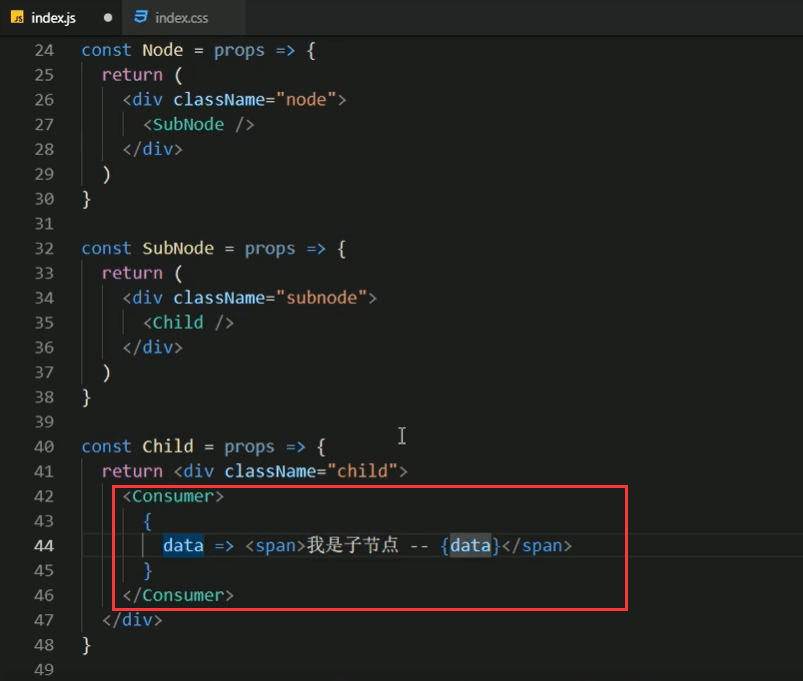 JS index.js ● index.css
24 const Node = props => {
25 return (
26 <div className="node">
27 <SubNode />
28 </div>
29 )
30 }
31
32 const SubNode = props => {
33 return (
34 <div className="subnode">
35 <Child />
36 </div>
37 )
38 }
39
40 const Child = props => {
41 return <div className="child">
42 <Consumer>
43 {
44 data => <span>我是子节点 -- {data}</span>
45 }
46 </Consumer>
47 </div>
48 }
49